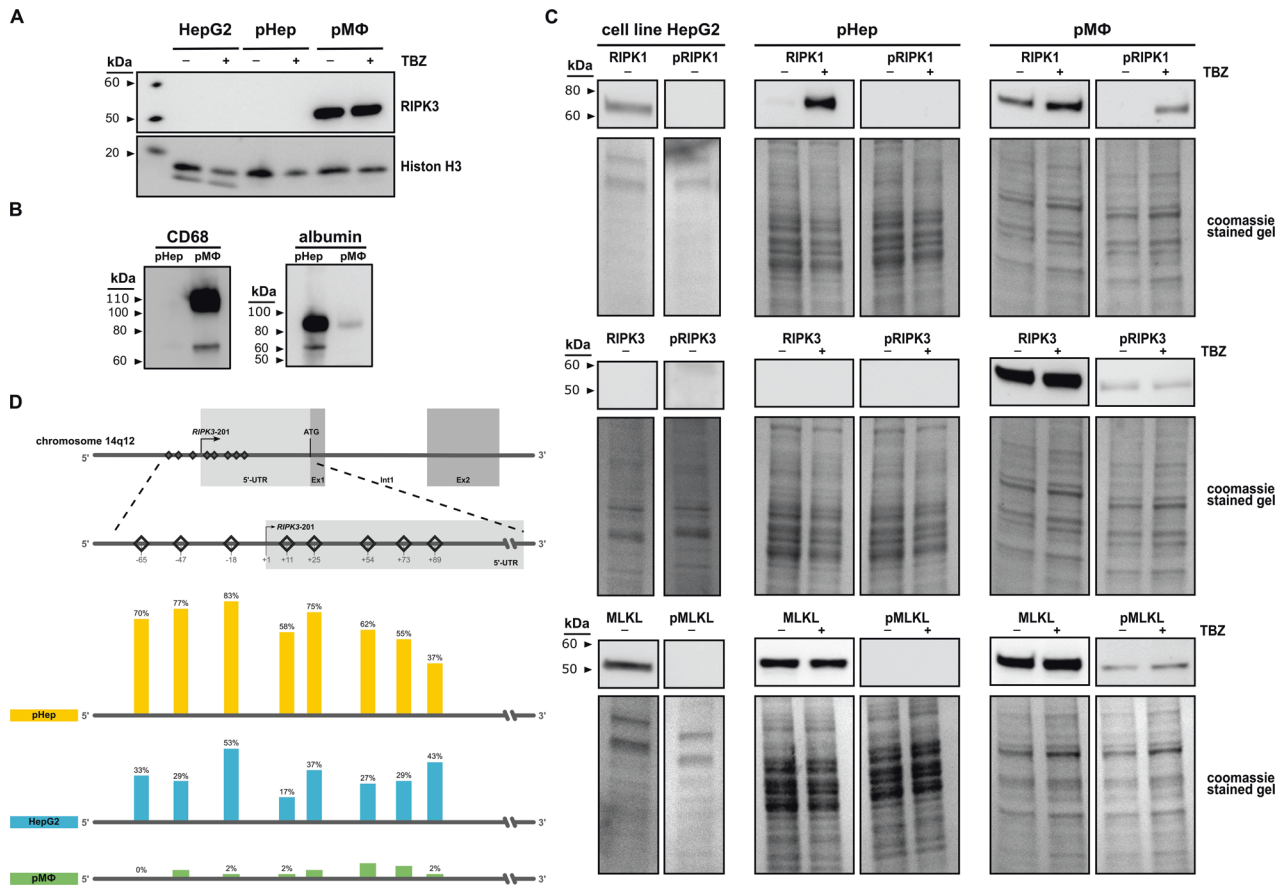 A
HepG2 pHep pMΦ
kDa – + – + – + TBZ
60
RIPK3
50
20
Histon H3
B
CD68 albumin
pHep pMΦ pHep pMΦ
kDa
110
100
80
60
kDa
100
80
60
50
C
cell line HepG2 pHep pMΦ
RIPK1 pRIPK1 RIPK1 pRIPK1 RIPK1 pRIPK1
kDa – – – + – + – + – + TBZ
80
60
coomassie
stained gel
RIPK3 pRIPK3 RIPK3 pRIPK3 RIPK3 pRIPK3
kDa – – – + – + – + – + TBZ
60
50
coomassie
stained gel
MLKL pMLKL MLKL pMLKL MLKL pMLKL
kDa – – – + – + – + – + TBZ
60
50
coomassie
stained gel
D
RIPK3-201 ATG
chromosome 14q12
5' 3'
5'-UTR Ex1 Int1 Ex2
RIPK3-201
5' 3'
-65 -47 -18 +1 +11 +25 +54 +73 +89 5'-UTR
70% 77% 83% 58% 75% 62% 55% 37%
pHep 5' 3'
33% 29% 53% 17% 37% 27% 29% 43%
HepG2 5' 3'
0% 2% 2% 2%
pMΦ 5' 3'